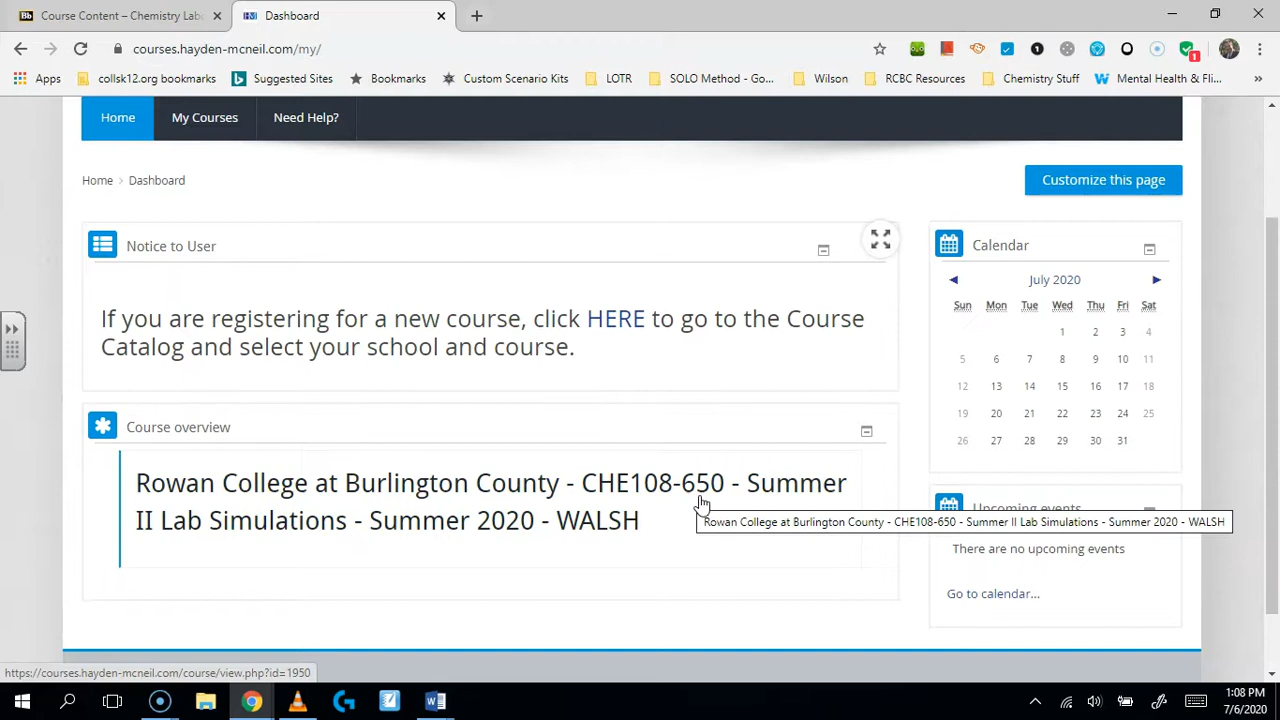 Course Content – Chemistry Lab
Dashboard
courses.hayden-mcneil.com/my/
1
Apps
collsk12.org bookmarks
Suggested Sites
Bookmarks
Custom Scenario Kits
LOTR
SOLO Method - Go...
Wilson
RCBC Resources
Chemistry Stuff
Mental Health & Fli...
»
Home
My Courses
Need Help?
Home > Dashboard
Customize this page
Notice to User
If you are registering for a new course, click HERE to go to the Course
Catalog and select your school and course.
Course overview
Rowan College at Burlington County - CHE108-650 - Summer
II Lab Simulations - Summer 2020 - WALSH
Rowan College at Burlington County - CHE108-650 - Summer II Lab Simulations - Summer 2020 - WALSH
Calendar
◄ July 2020 ►
Sun Mon Tue Wed Thu Fri Sat
1 2 3 4
5 6 7 8 9 10 11
12 13 14 15 16 17 18
19 20 21 22 23 24 25
26 27 28 29 30 31
Upcoming events
There are no upcoming events
Go to calendar...
https://courses.hayden-mcneil.com/course/view.php?id=1950
1:08 PM
7/6/2020